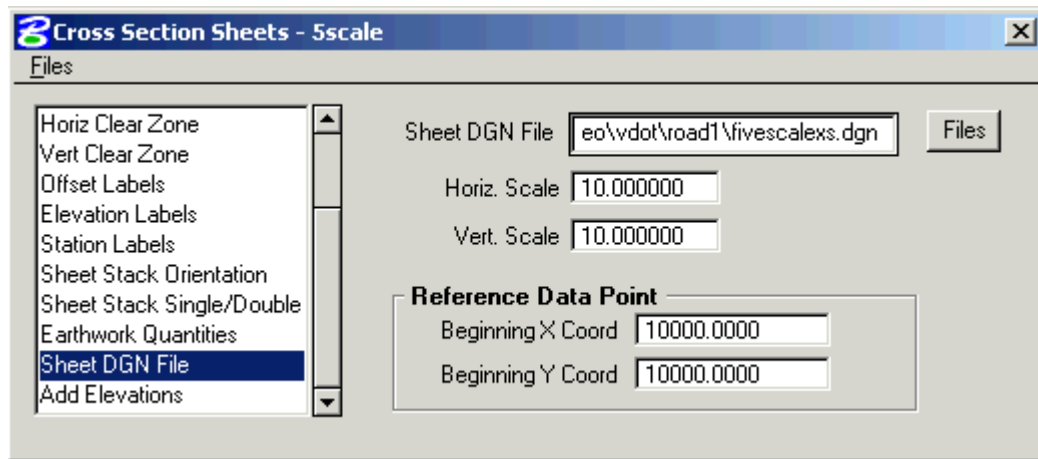 Cross Section Sheets - 5scale
Files
Horiz Clear Zone
Vert Clear Zone
Offset Labels
Elevation Labels
Station Labels
Sheet Stack Orientation
Sheet Stack Single/Double
Earthwork Quantities
Sheet DGN File
Add Elevations
Sheet DGN File eo\vdot\road1\fivescalexs.dgn Files
Horiz. Scale 10.000000
Vert. Scale 10.000000
Reference Data Point
Beginning X Coord 10000.0000
Beginning Y Coord 10000.0000